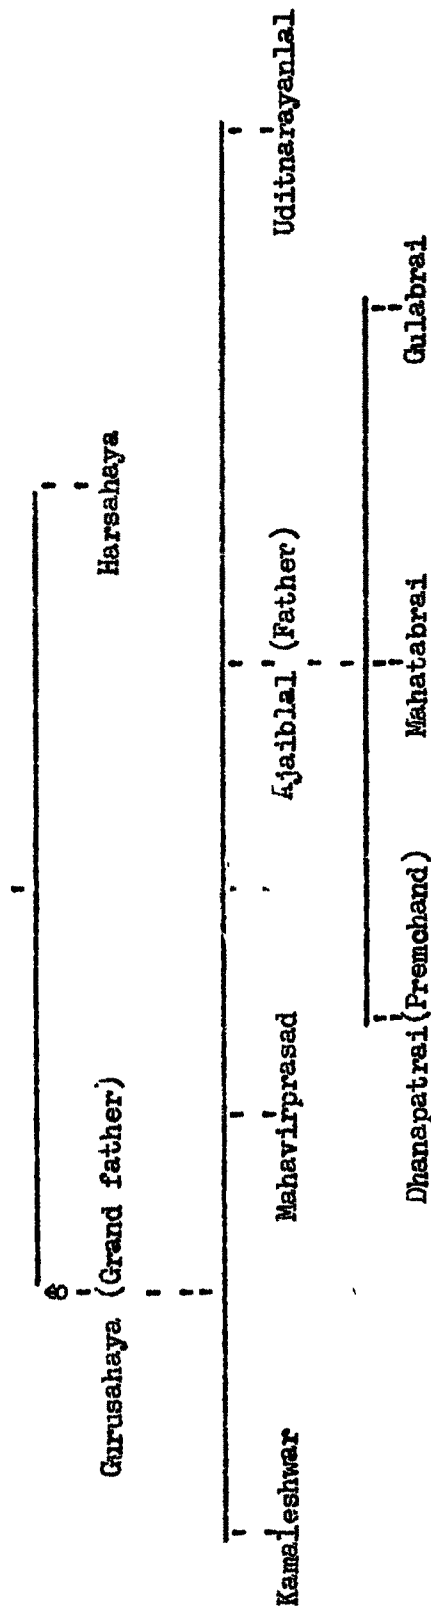 Gurusahaya (Grand father) Harsahaya
Kamaleshwar Mahavirprasad Ajaiblal (Father) Uditnarayanlal
Dhanapatrai(Premchand) Mahatabrai Gulabrai